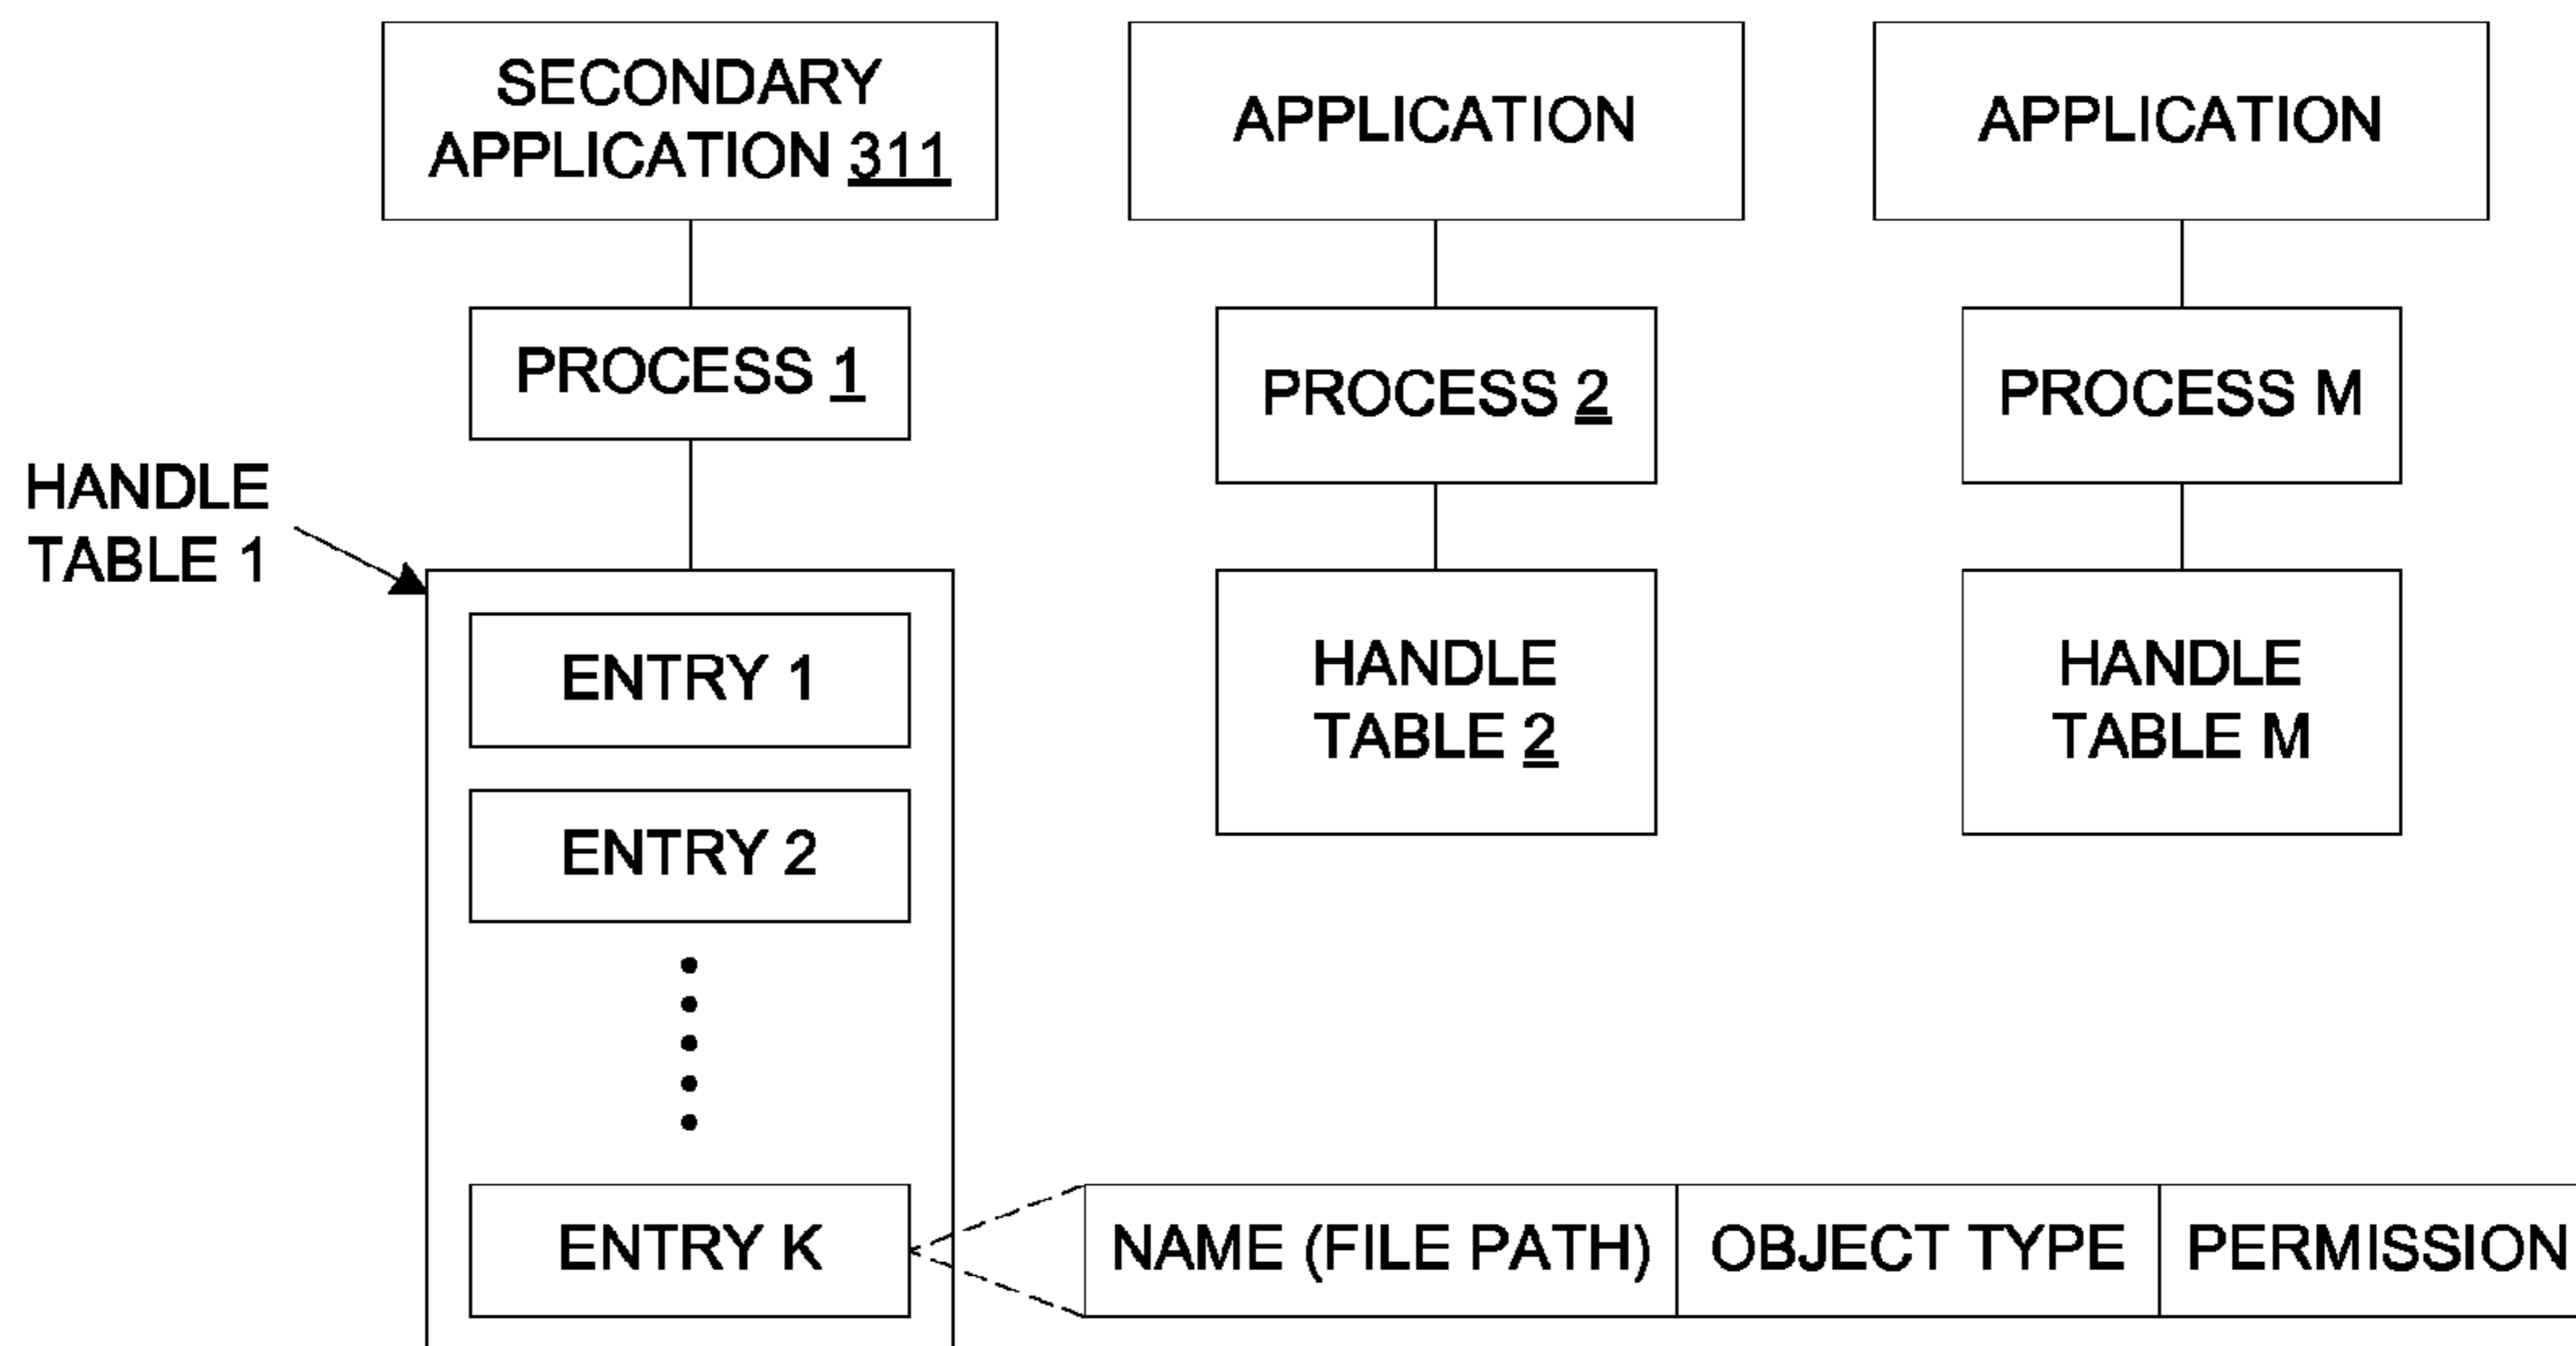 SECONDARY
APPLICATION 311
APPLICATION
APPLICATION
PROCESS 1
PROCESS 2
PROCESS M
HANDLE
TABLE 1
ENTRY 1
ENTRY 2
ENTRY K
HANDLE
TABLE 2
HANDLE
TABLE M
NAME (FILE PATH)
OBJECT TYPE
PERMISSION